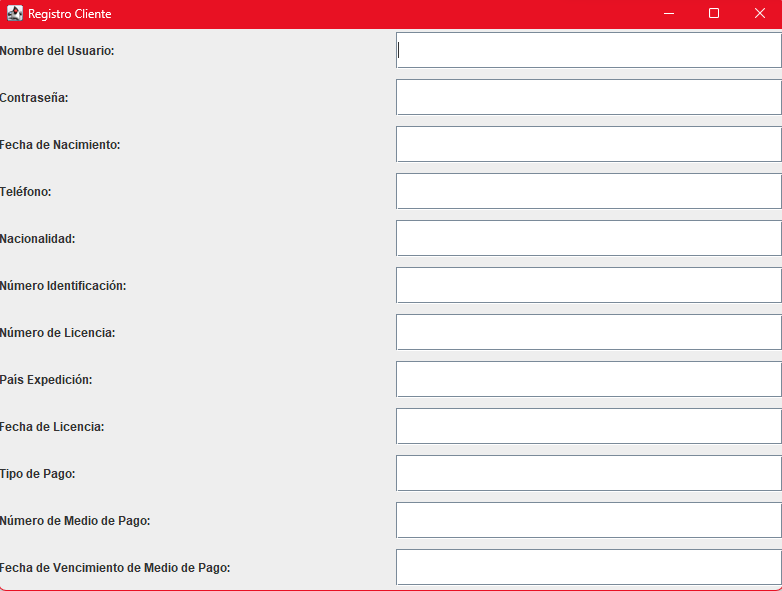 Registro Cliente
Nombre del Usuario:
Contraseña:
Fecha de Nacimiento:
Teléfono:
Nacionalidad:
Número Identificación:
Número de Licencia:
País Expedición:
Fecha de Licencia:
Tipo de Pago:
Número de Medio de Pago:
Fecha de Vencimiento de Medio de Pago: